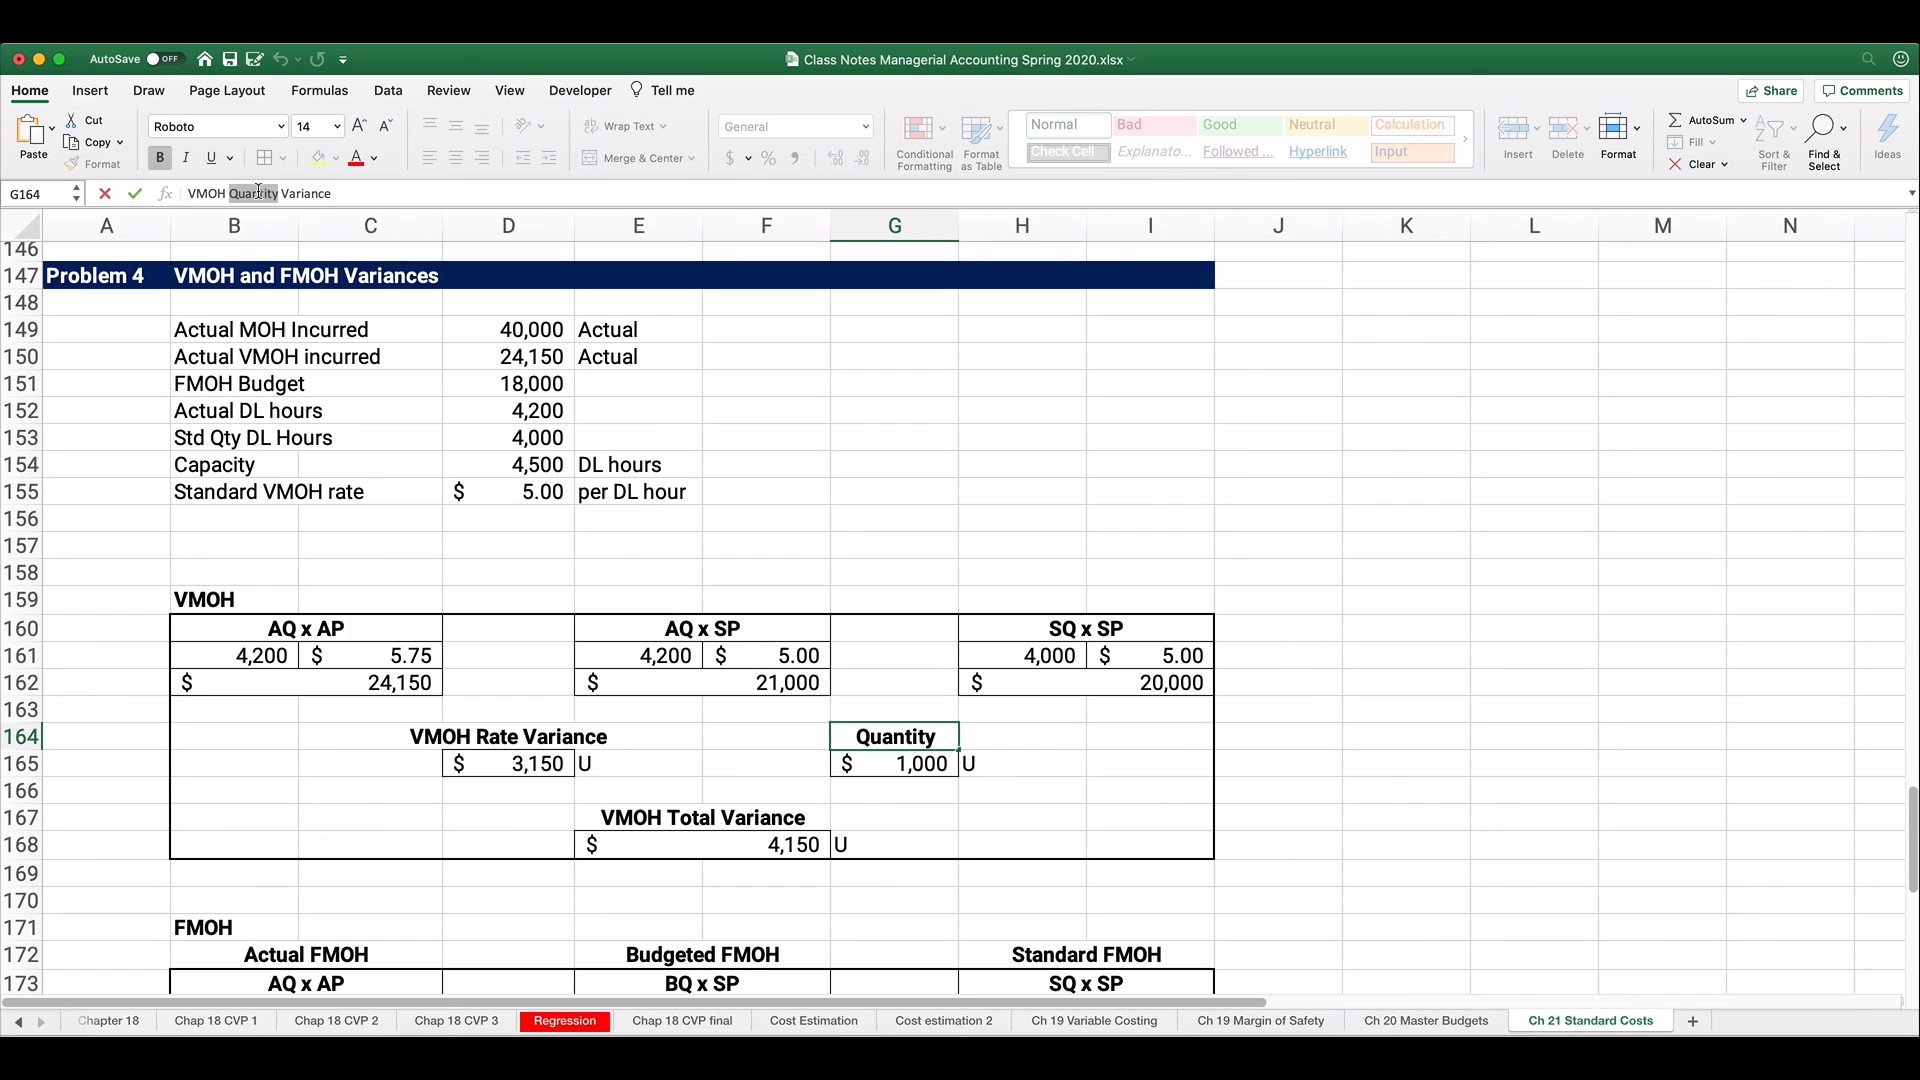 AutoSave OFF Class Notes Managerial Accounting Spring 2020.xlsx
Home Insert Draw Page Layout Formulas Data Review View Developer Tell me Share Comments
Paste Cut Copy Format
Roboto 14 B I U A
Wrap Text Merge & Center
General $ % 9
Conditional Formatting Format as Table
Normal Bad Good Neutral Calculation
Check Cell Explanato... Followed ... Hyperlink Input
Insert Delete Format
AutoSum Fill Clear
Sort & Filter Find & Select Ideas
G164 fx VMOH Quantity Variance
A B C D E F G H I J K L M N
146
147 Problem 4 VMOH and FMOH Variances
148
149 Actual MOH Incurred 40,000 Actual
150 Actual VMOH incurred 24,150 Actual
151 FMOH Budget 18,000
152 Actual DL hours 4,200
153 Std Qty DL Hours 4,000
154 Capacity 4,500 DL hours
155 Standard VMOH rate $ 5.00 per DL hour
156
157
158
159 VMOH
160 AQ x AP AQ x SP SQ x SP
161 4,200 $ 5.75 4,200 $ 5.00 4,000 $ 5.00
162 $ 24,150 $ 21,000 $ 20,000
163
164 VMOH Rate Variance Quantity
165 $ 3,150 U $ 1,000 U
166
167 VMOH Total Variance
168 $ 4,150 U
169
170
171 FMOH
172 Actual FMOH Budgeted FMOH Standard FMOH
173 AQ x AP BQ x SP SQ x SP
Chapter 18 Chap 18 CVP 1 Chap 18 CVP 2 Chap 18 CVP 3 Regression Chap 18 CVP final Cost Estimation Cost estimation 2 Ch 19 Variable Costing Ch 19 Margin of Safety Ch 20 Master Budgets Ch 21 Standard Costs +